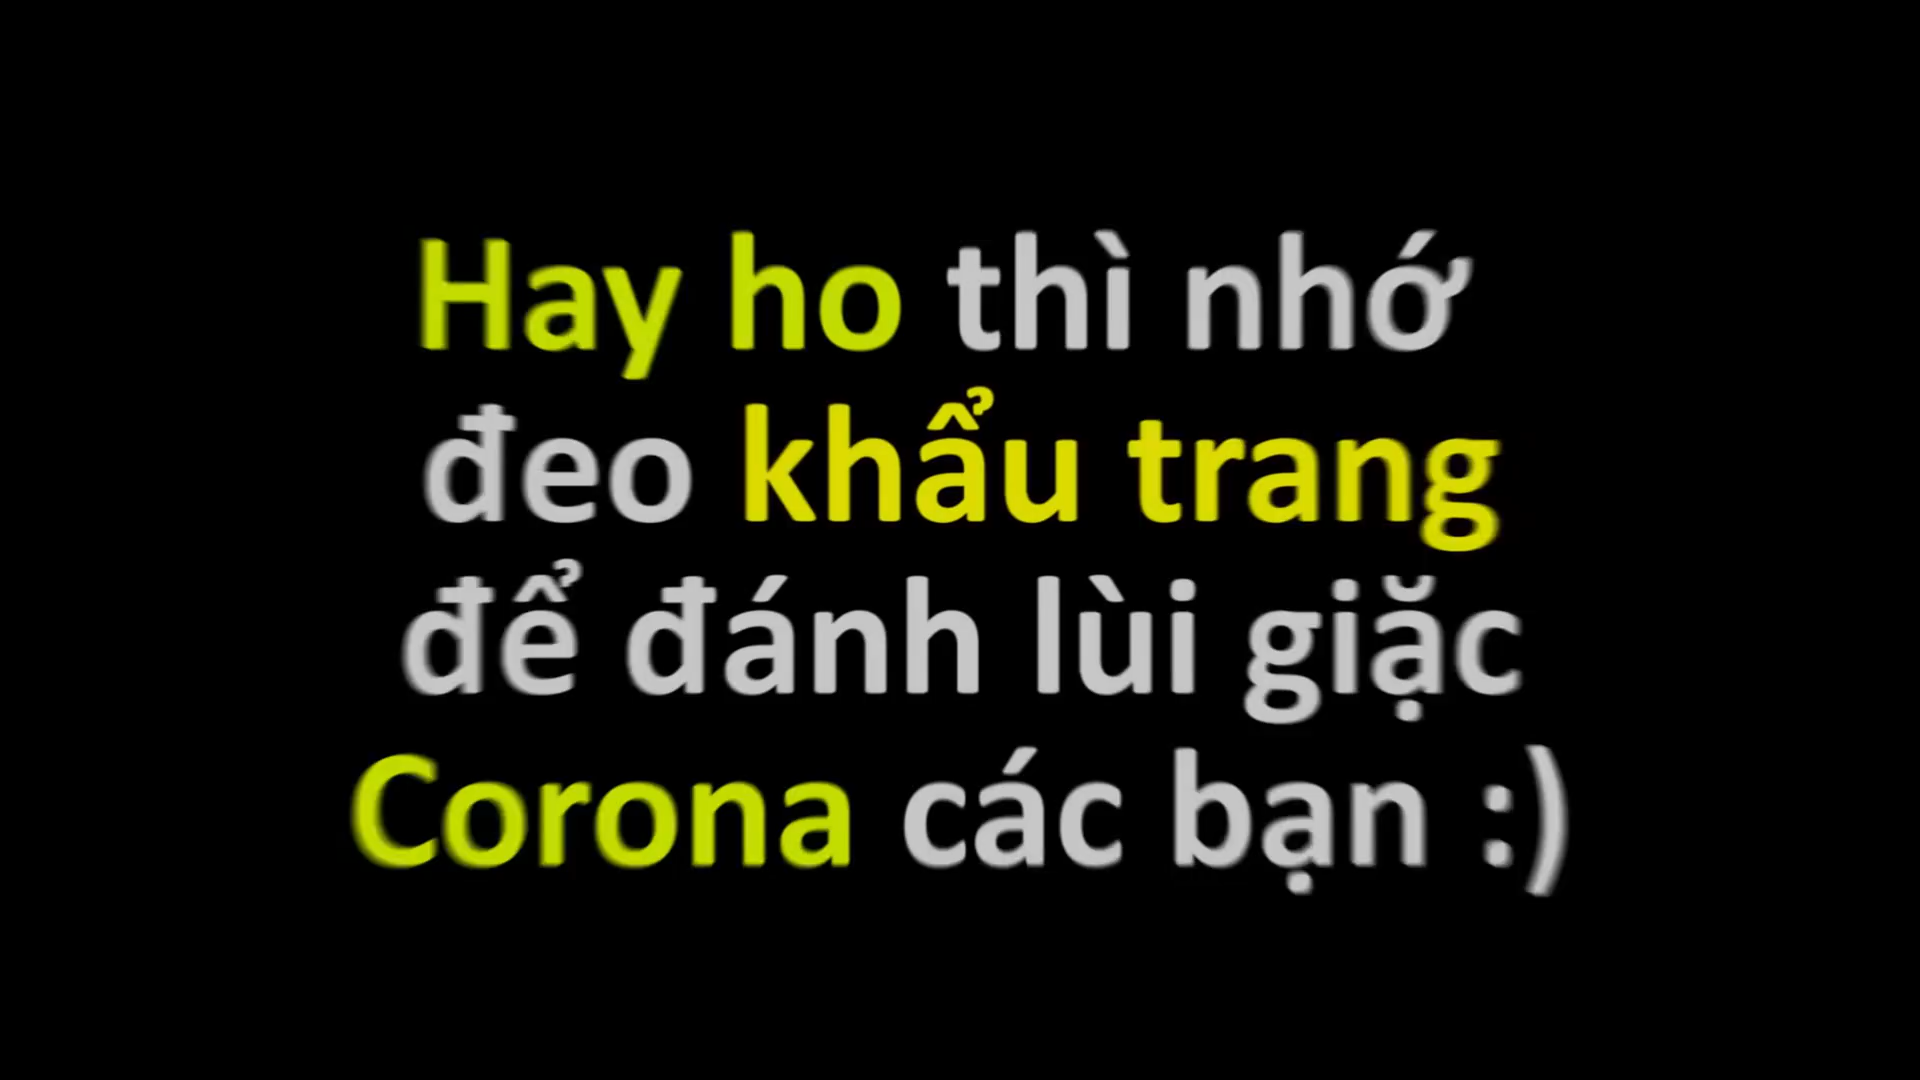 Hay ho thì nhớ
đeo khẩu trang
để đánh lùi giặc
Corona các bạn :)